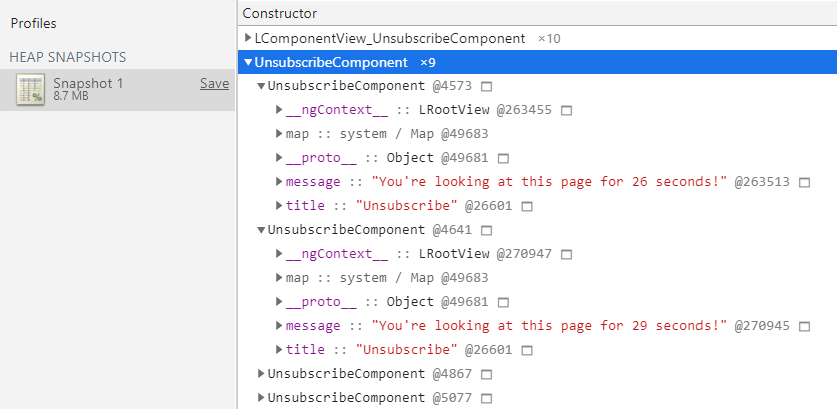 Profiles
HEAP SNAPSHOTS
Snapshot 1 Save
8.7 MB
Constructor
LComponentView_UnsubscribeComponent ×10
UnsubscribeComponent ×9
UnsubscribeComponent @4573
__ngContext__ :: LRootView @263455
map :: system / Map @49683
__proto__ :: Object @49681
message :: "You're looking at this page for 26 seconds!" @263513
title :: "Unsubscribe" @26601
UnsubscribeComponent @4641
__ngContext__ :: LRootView @270947
map :: system / Map @49683
__proto__ :: Object @49681
message :: "You're looking at this page for 29 seconds!" @270945
title :: "Unsubscribe" @26601
UnsubscribeComponent @4867
UnsubscribeComponent @5077